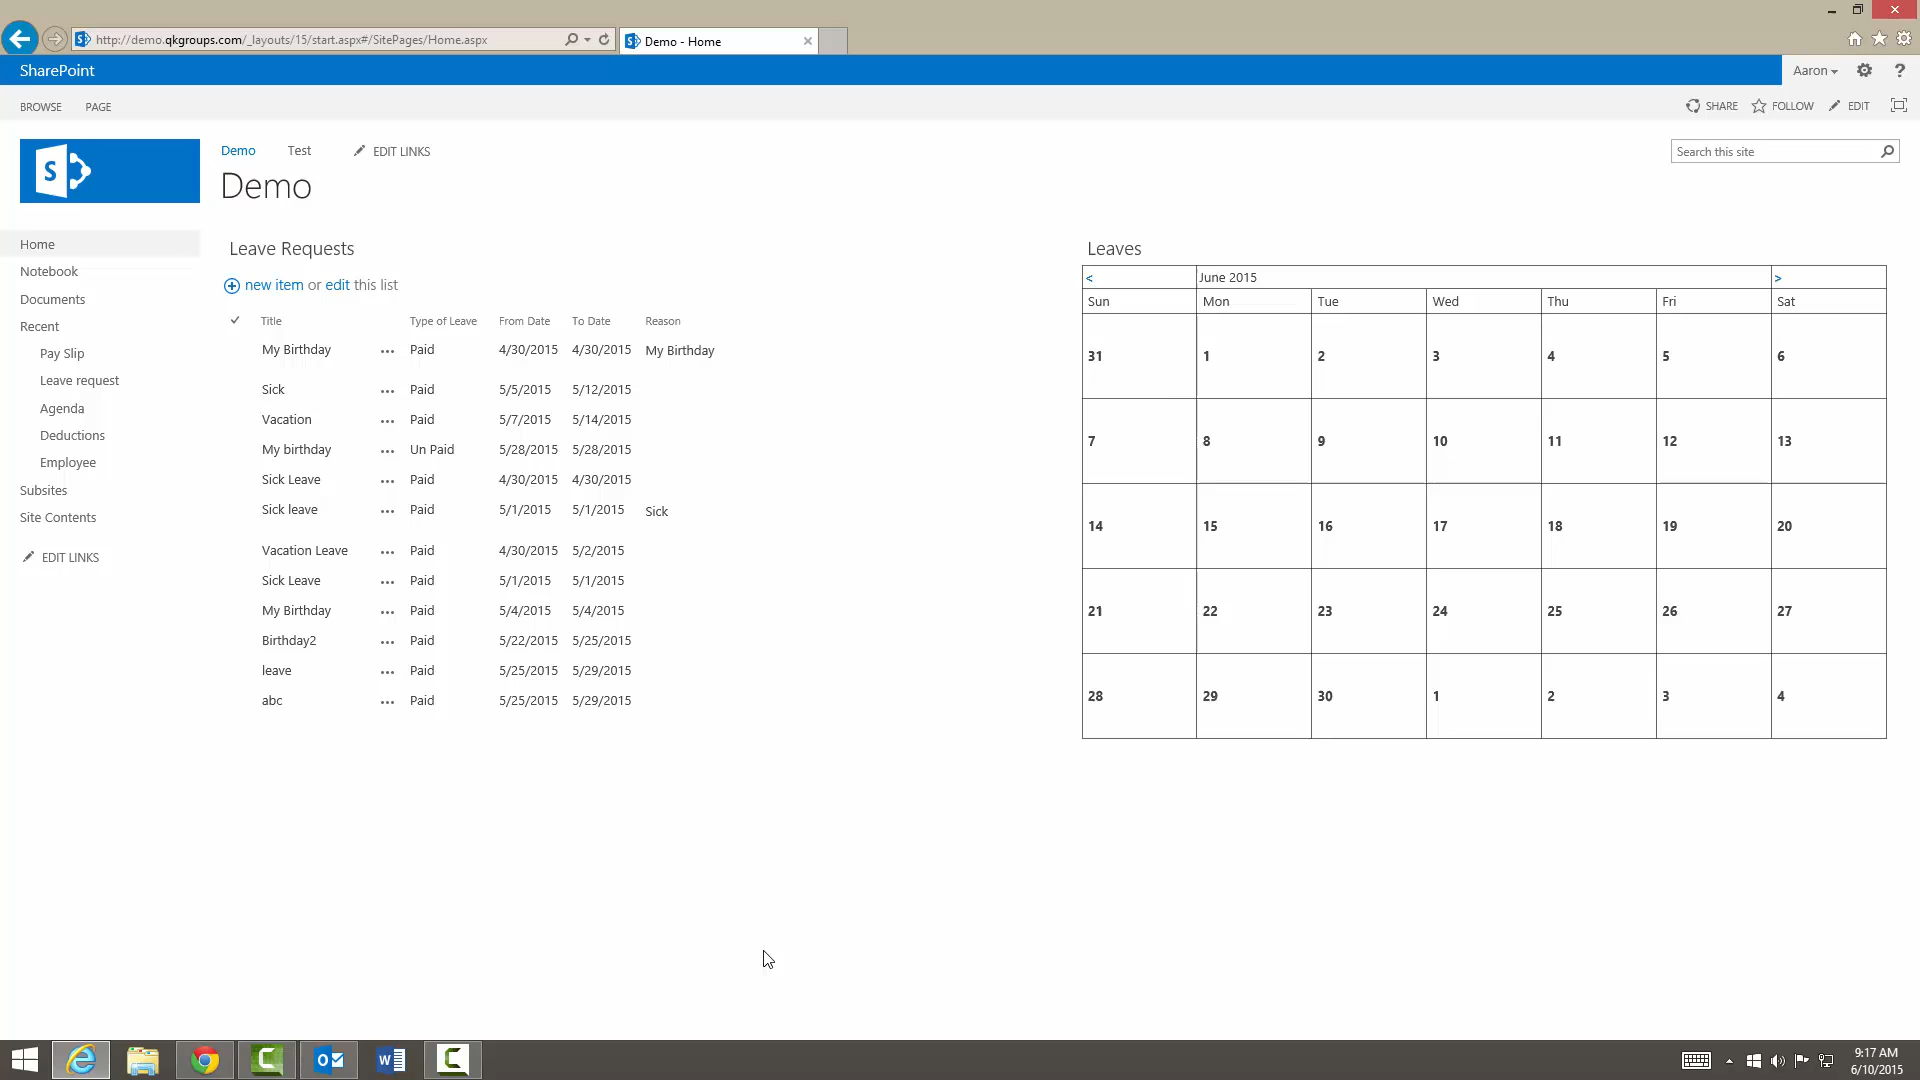 http://demo.qkgroups.com/_layouts/15/start.aspx#/SitePages/Home.aspx
Demo - Home
SharePoint
Aaron
?
BROWSE PAGE
SHARE FOLLOW EDIT
S
Demo Test EDIT LINKS
Search this site
Demo
Home
Notebook
Documents
Recent
Pay Slip
Leave request
Agenda
Deductions
Employee
Subsites
Site Contents
EDIT LINKS
Leave Requests
new item or edit this list
Title Type of Leave From Date To Date Reason
My Birthday ... Paid 4/30/2015 4/30/2015 My Birthday
Sick ... Paid 5/5/2015 5/12/2015
Vacation ... Paid 5/7/2015 5/14/2015
My birthday ... Un Paid 5/28/2015 5/28/2015
Sick Leave ... Paid 4/30/2015 4/30/2015
Sick leave ... Paid 5/1/2015 5/1/2015 Sick
Vacation Leave ... Paid 4/30/2015 5/2/2015
Sick Leave ... Paid 5/1/2015 5/1/2015
My Birthday ... Paid 5/4/2015 5/4/2015
Birthday2 ... Paid 5/22/2015 5/25/2015
leave ... Paid 5/25/2015 5/29/2015
abc ... Paid 5/25/2015 5/29/2015
Leaves
< June 2015 >
Sun Mon Tue Wed Thu Fri Sat
31 1 2 3 4 5 6
7 8 9 10 11 12 13
14 15 16 17 18 19 20
21 22 23 24 25 26 27
28 29 30 1 2 3 4
9:17 AM
6/10/2015